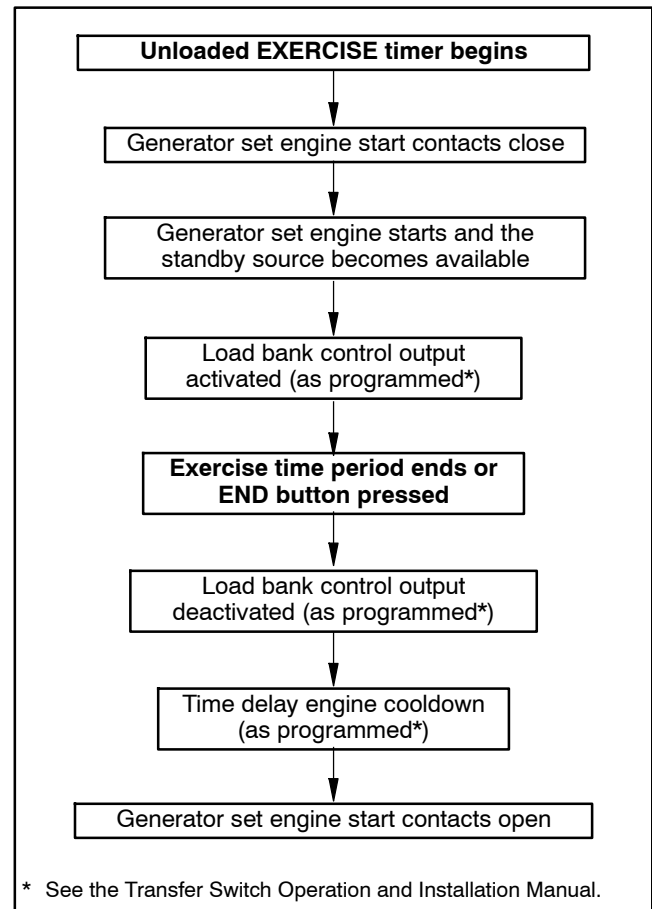 Unloaded EXERCISE timer begins
Generator set engine start contacts close
Generator set engine starts and the
standby source becomes available
Load bank control output
activated (as programmed*)
Exercise time period ends or
END button pressed
Load bank control output
deactivated (as programmed*)
Time delay engine cooldown
(as programmed*)
Generator set engine start contacts open
* See the Transfer Switch Operation and Installation Manual.